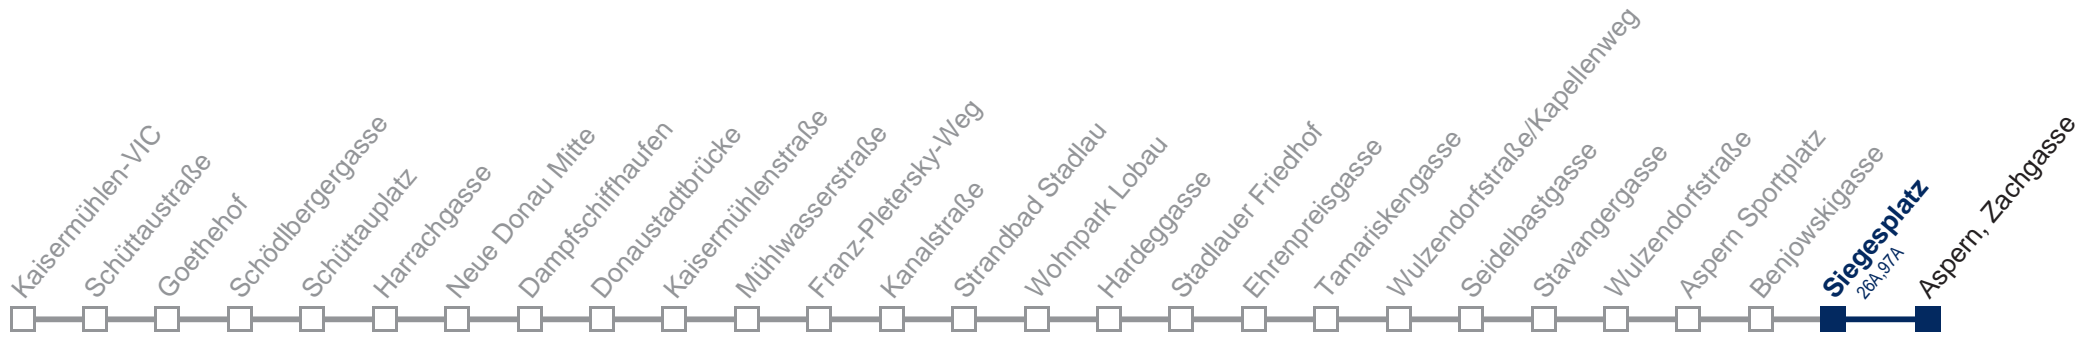 Kaisermühlen-VIC
Schüttaustraße
Goethehof
Schödlbergergasse
Schüttauplatz
Harrachgasse
Neue Donau Mitte
Dampfschiffhaufen
Donaustadtbrücke
Kaisermühlenstraße
Mühlwasserstraße
Franz-Pletersky-Weg
Kanalstraße
Strandbad Stadlau
Wohnpark Lobau
Hardeggasse
Stadlauer Friedhof
Ehrenpreisgasse
Tamariskengasse
Wulzendorfstraße/Kapellenweg
Seidelbastgasse
Stavangergasse
Wulzendorfstraße
Aspern Sportplatz
Benjowskigasse
Siegesplatz
26A,97A
Aspern, Zachgasse